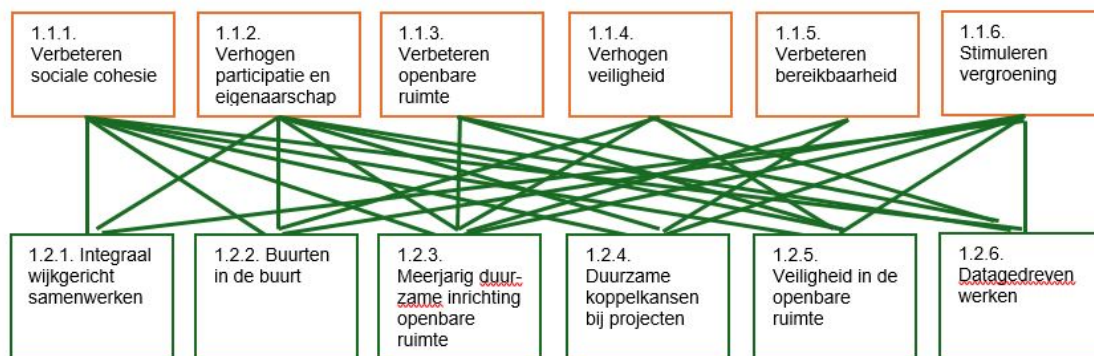 1.1.1.
Verbeteren
sociale cohesie
1.1.2.
Verhogen
participatie en
eigenaarschap
1.1.3.
Verbeteren
openbare
ruimte
1.1.4.
Verhogen
veiligheid
1.1.5.
Verbeteren
bereikbaarheid
1.1.6.
Stimuleren
vergroening
1.2.1. Integraal
wijkgericht
samenwerken
1.2.2. Buurten
in de buurt
1.2.3.
Meerjarig duur-
zame inrichting
openbare
ruimte
1.2.4.
Duurzame
koppelkansen
bij projecten
1.2.5.
Veiligheid in de
openbare
ruimte
1.2.6.
Datagedreven
werken